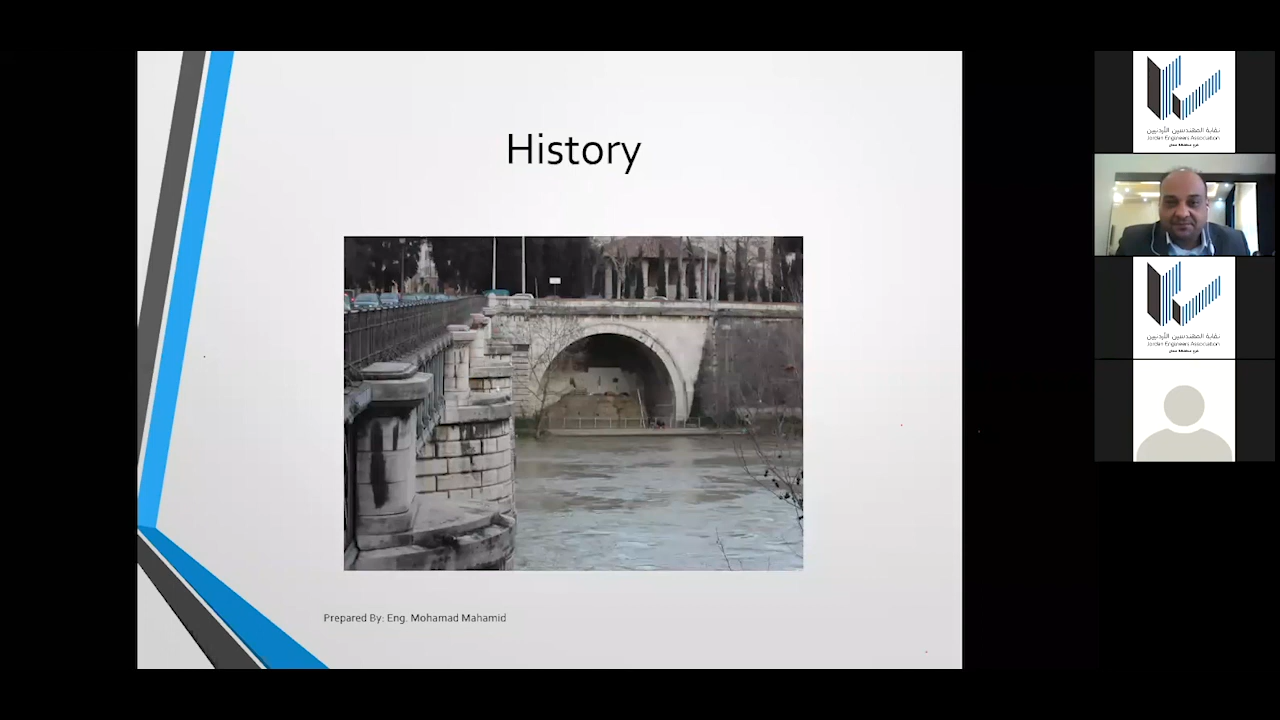 History
Prepared By: Eng. Mohamad Mahamid
نقابة المهندسين الأردنيين
Jordan Engineers Association
نقابة المهندسين الأردنيين
Jordan Engineers Association